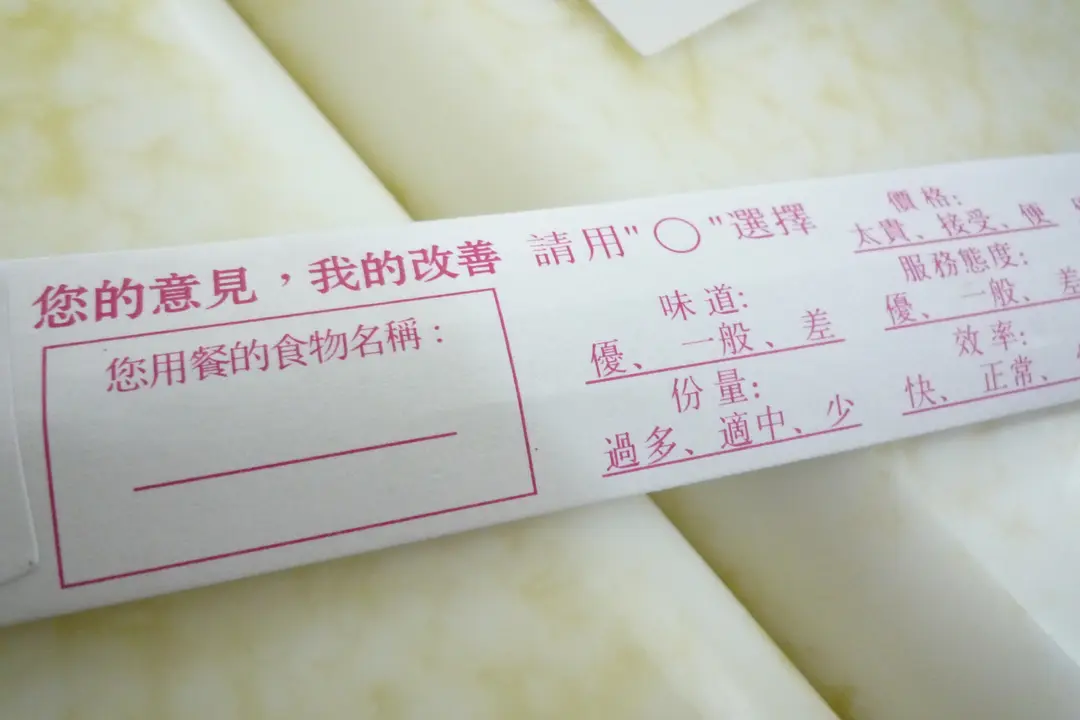 您的意見，我的改善 請用"○"選擇
您用餐的食物名稱：
味道:
優、一般、差
份量:
過多、適中、少
價格:
太貴、接受、便
服務態度:
優、一般、差
效率:
快、正常、